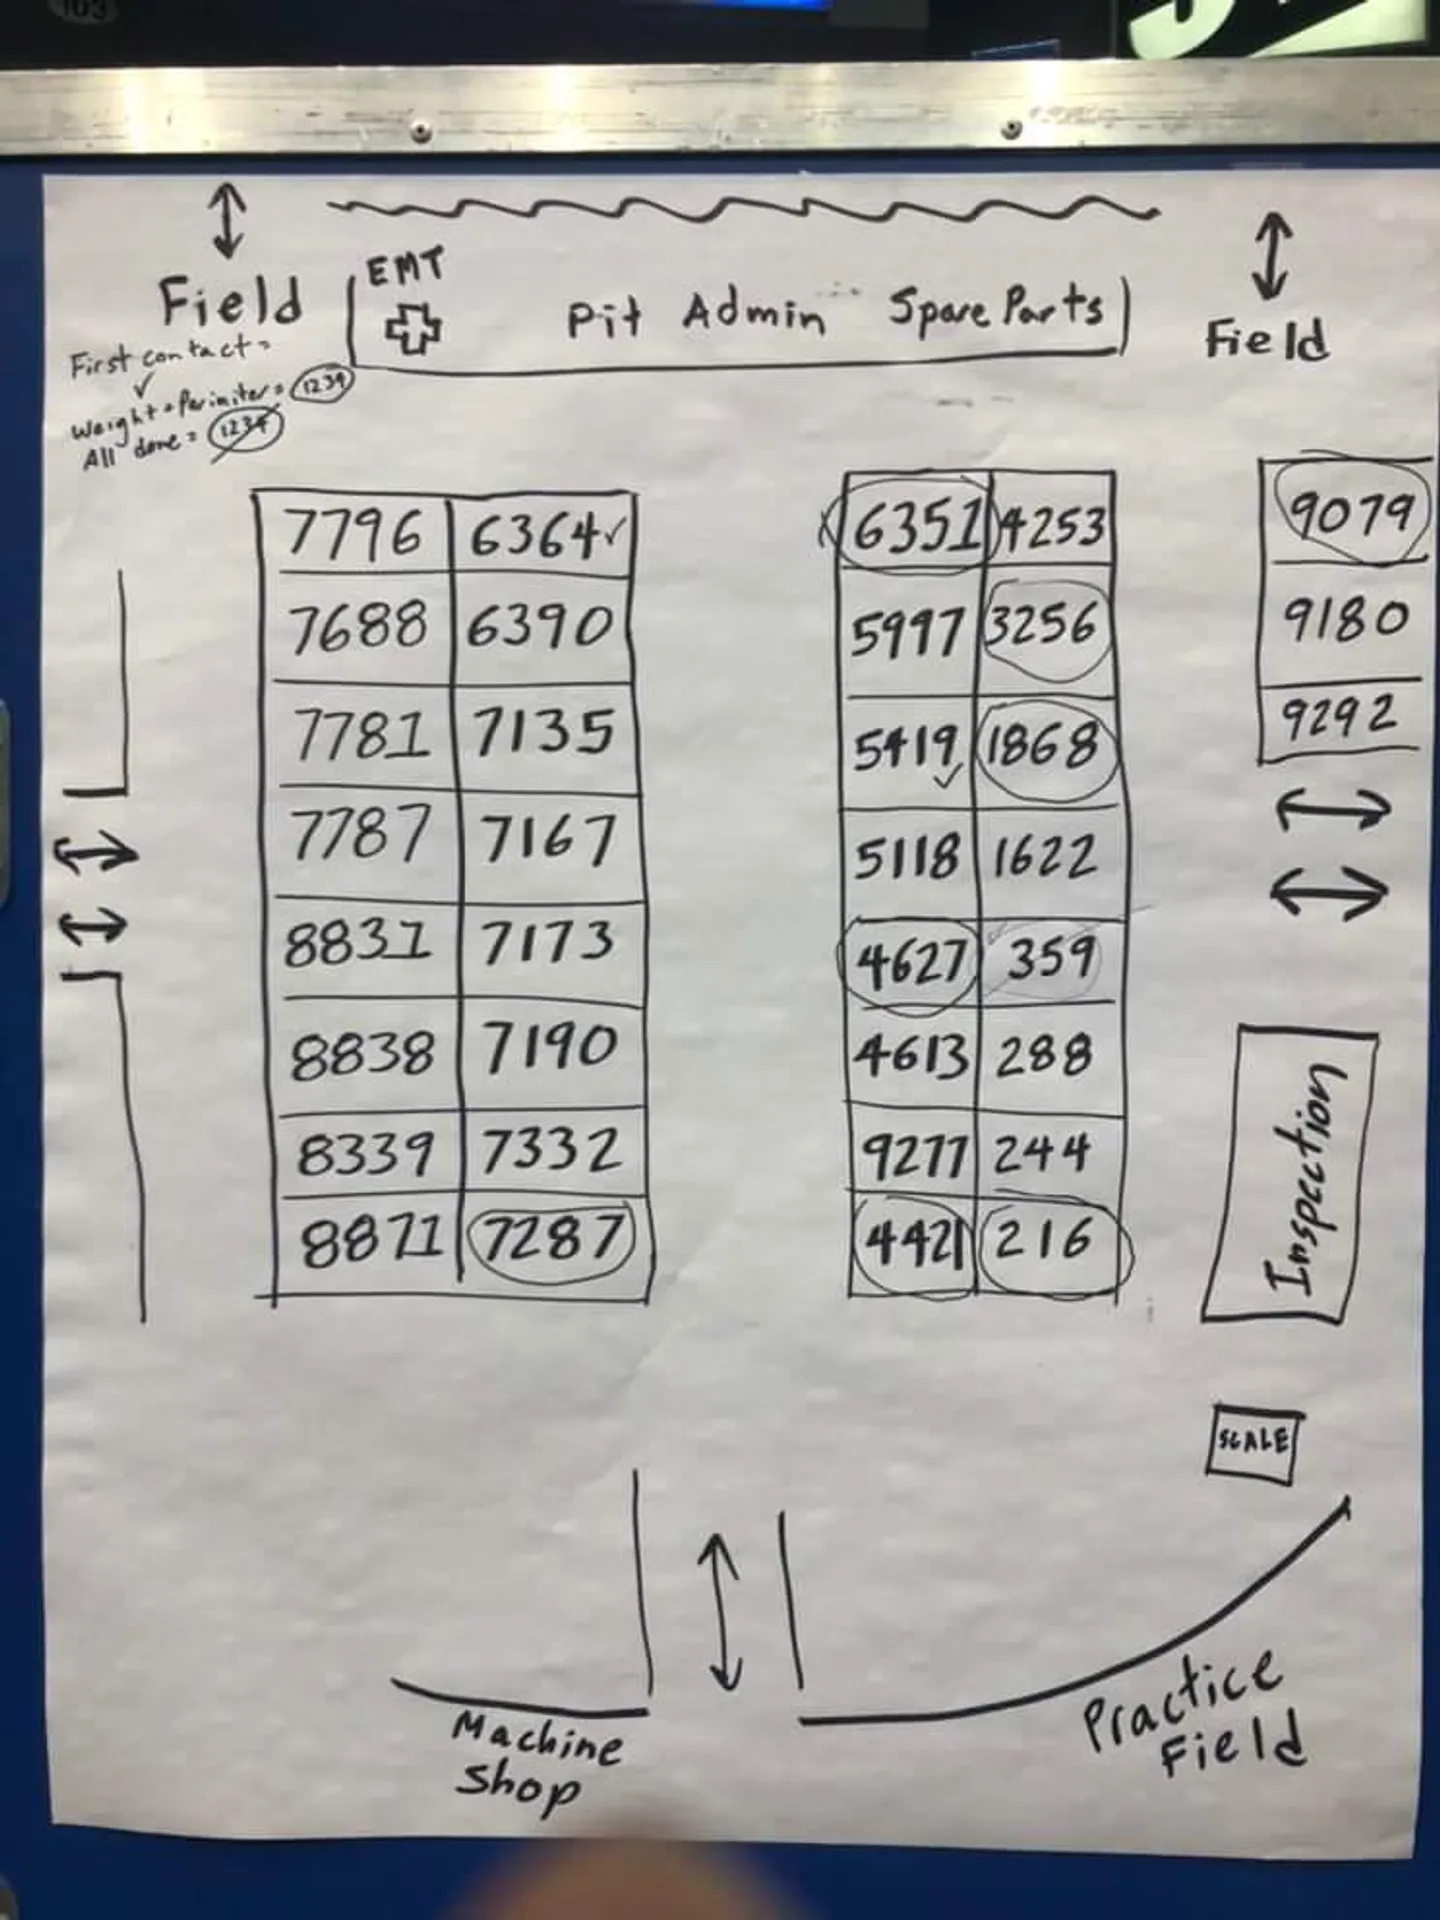 103
EMT
Field
Pit Admin Spare Parts
Field
First contact =
✓
Weight + Perimiter = 1234
All done = 1234
7796 6364 ✓
7688 6390
7781 7135
7787 7167
8831 7173
8838 7190
8339 7332
8871 7287
6351 4253
5997 3256
5419 ✓ 1868
5118 1622
4627 359
4613 288
9277 244
4421 216
9079
9180
9292
Inspection
SCALE
Machine
Shop
Practice
Field